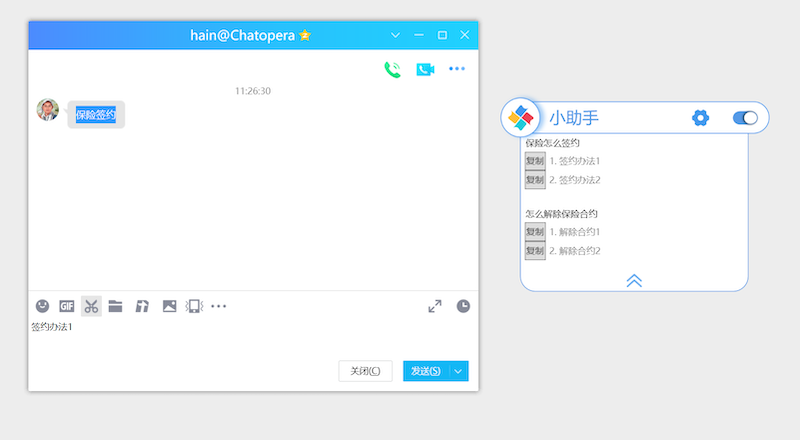 hain@Chatopera
11:26:30
保险签约
GIF
签约办法1
关闭(C)
发送(S)
小助手
保险怎么签约
复制 1. 签约办法1
复制 2. 签约办法2
怎么解除保险合约
复制 1. 解除合约1
复制 2. 解除合约2